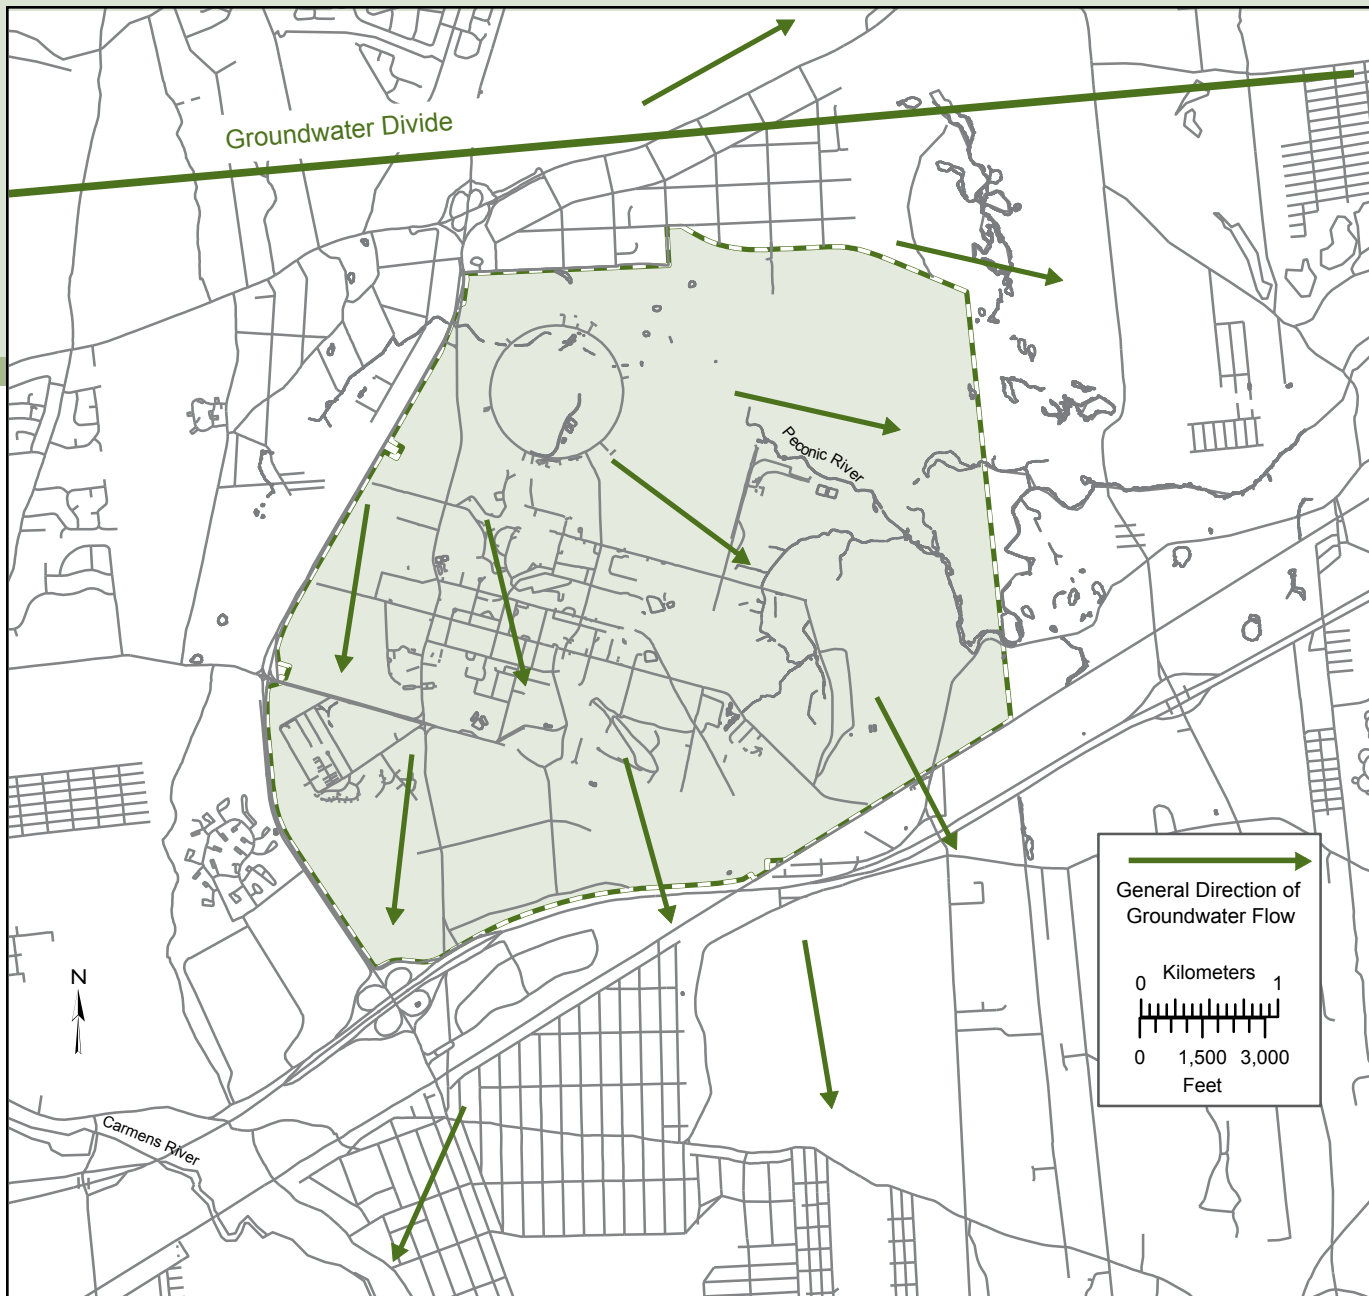 Groundwater Divide
Peconic River
General Direction of
Groundwater Flow
N
Kilometers
0 1
0 1,500 3,000
Feet
Carmens River